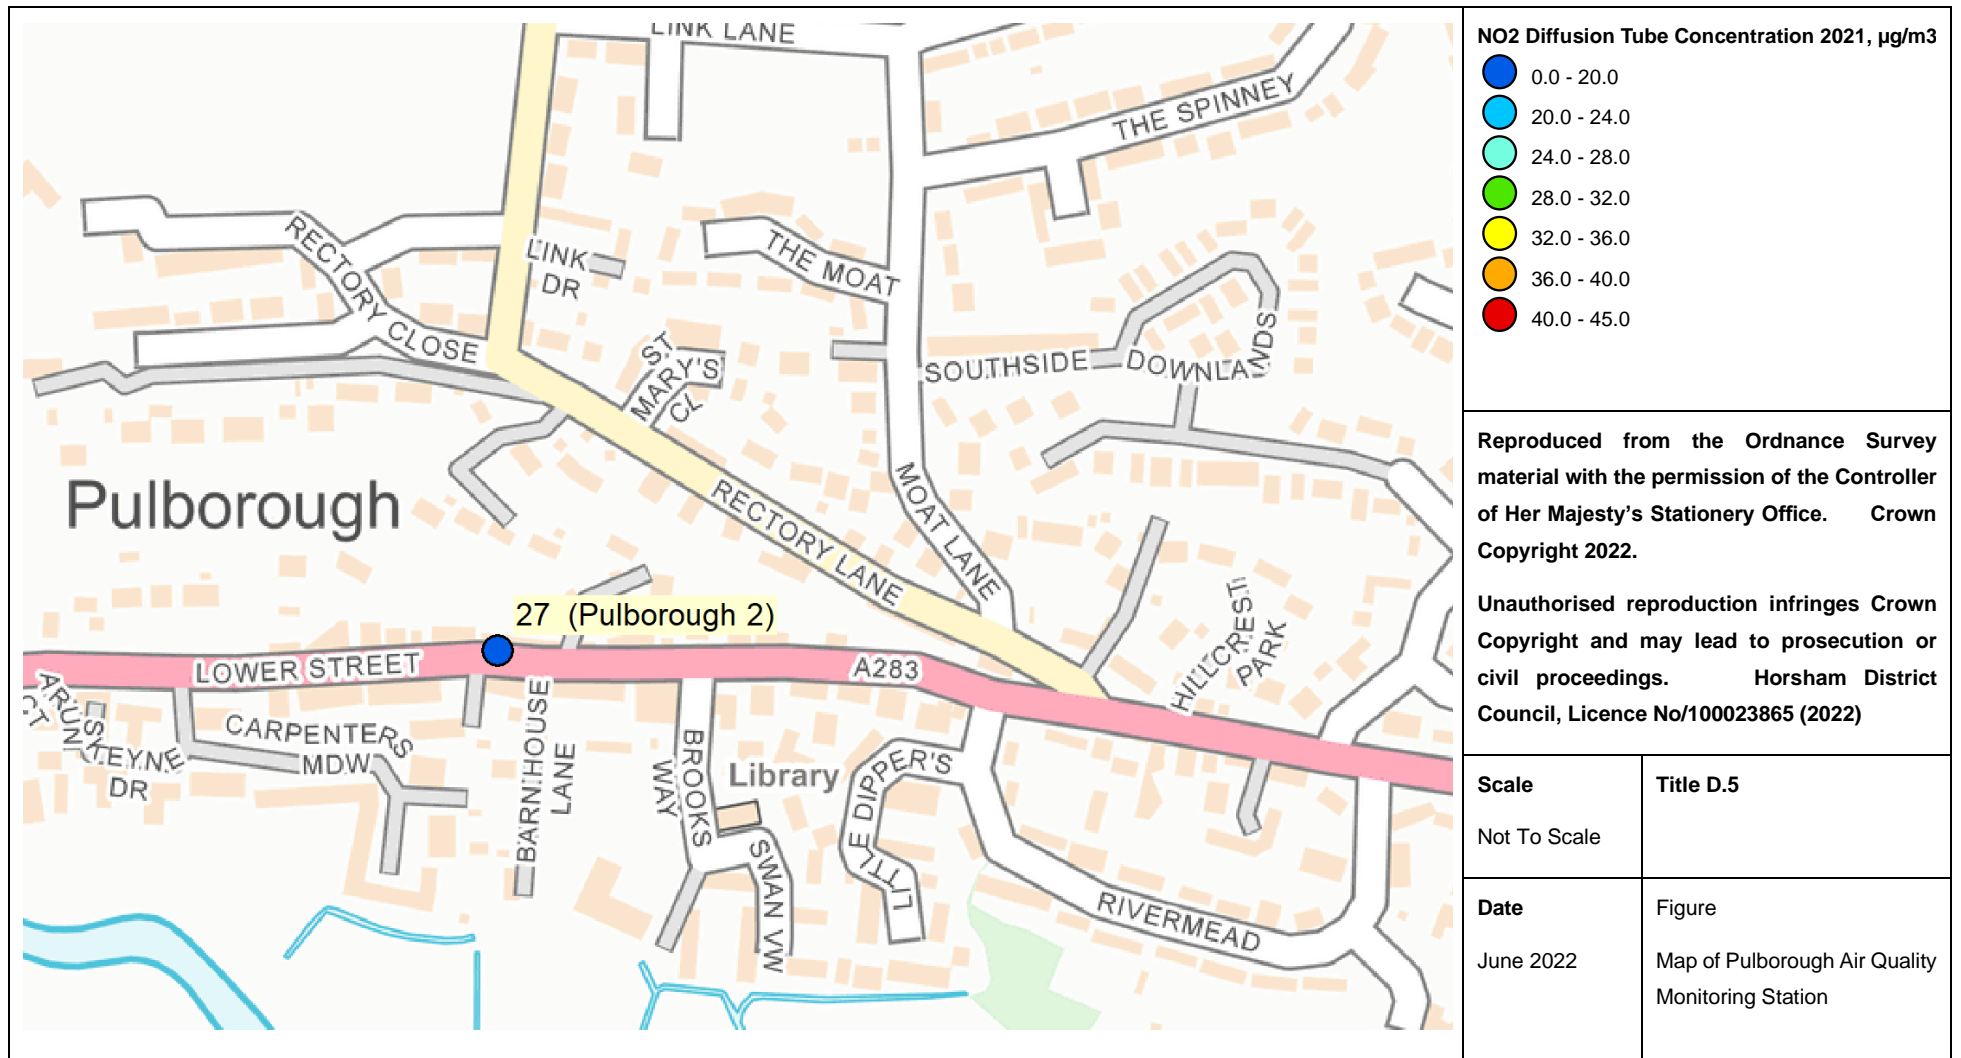 LINK LANE
THE SPINNEY
RECTORY CLOSE
LINK
DR
THE MOAT
ST
MARY'S
CL
SOUTHSIDE
DOWNLANDS
Pulborough
RECTORY LANE
MOAT LANE
HILLCREST
PARK
27 (Pulborough 2)
LOWER STREET
A283
ARUN
CT
STEYNE
DR
CARPENTERS
MDW
BARNHOUSE
LANE
BROOKS
WAY
Library
SWAN VW
LITTLE DIPPER'S
RIVERMEAD
NO2 Diffusion Tube Concentration 2021, µg/m3
0.0 - 20.0
20.0 - 24.0
24.0 - 28.0
28.0 - 32.0
32.0 - 36.0
36.0 - 40.0
40.0 - 45.0
Reproduced from the Ordnance Survey
material with the permission of the Controller
of Her Majesty’s Stationery Office. Crown
Copyright 2022.
Unauthorised reproduction infringes Crown
Copyright and may lead to prosecution or
civil proceedings. Horsham District
Council, Licence No/100023865 (2022)
Scale
Not To Scale
Title D.5
Date
June 2022
Figure
Map of Pulborough Air Quality
Monitoring Station